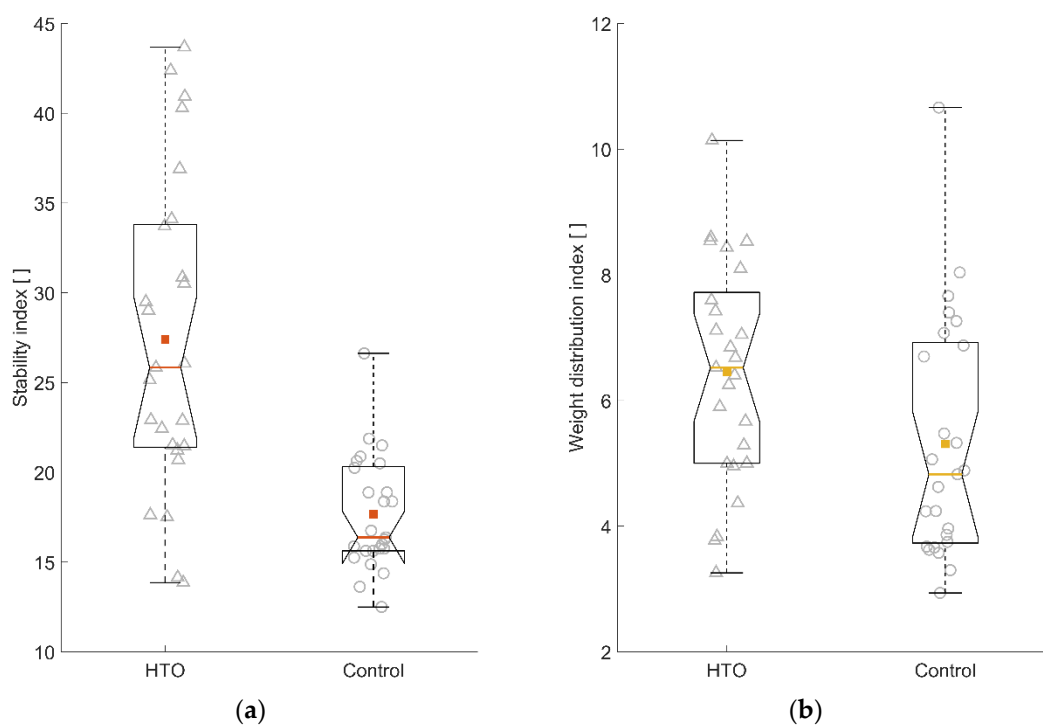 Stability index [ ]
45
40
35
30
25
20
15
10
HTO
Control
(a)
Weight distribution index [ ]
12
10
8
6
4
2
HTO
Control
(b)